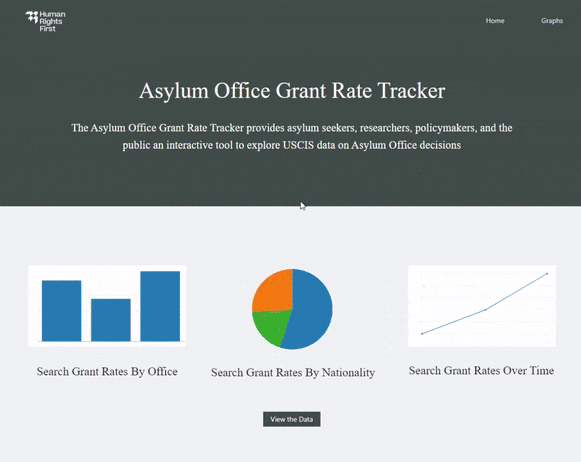 Human
Rights
First
Home Graphs
Asylum Office Grant Rate Tracker
The Asylum Office Grant Rate Tracker provides asylum seekers, researchers, policymakers, and the
public an interactive tool to explore USCIS data on Asylum Office decisions
Search Grant Rates By Office
Search Grant Rates By Nationality
Search Grant Rates Over Time
View the Data